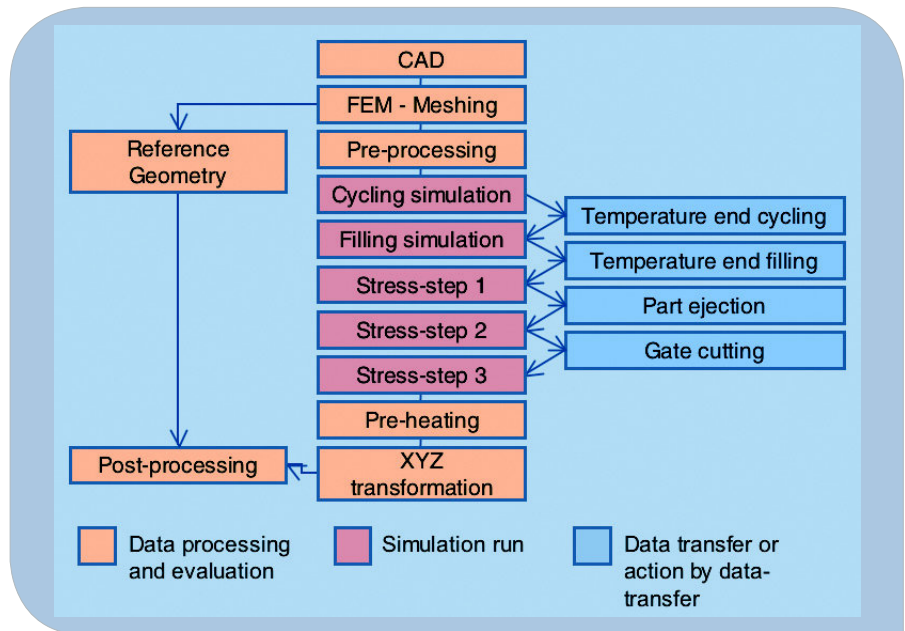 CAD
FEM - Meshing
Reference
Geometry
Pre-processing
Cycling simulation
Temperature end cycling
Filling simulation
Temperature end filling
Stress-step 1
Part ejection
Stress-step 2
Gate cutting
Stress-step 3
Pre-heating
Post-processing
XYZ
transformation
Data processing
and evaluation
Simulation run
Data transfer or
action by data-
transfer